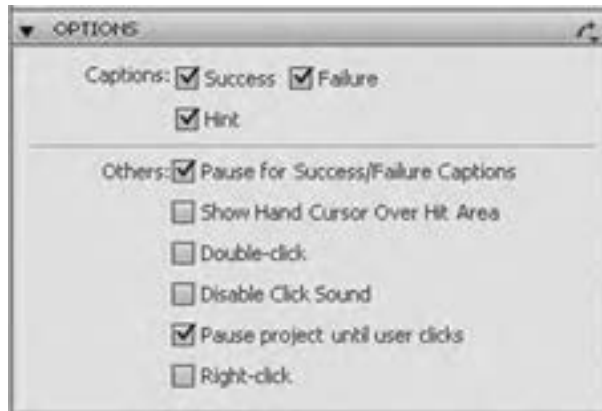 OPTIONS
Captions: Success Failure
Hint
Others: Pause for Success/Failure Captions
Show Hand Cursor Over Hit Area
Double-click
Disable Click Sound
Pause project until user clicks
Right-click